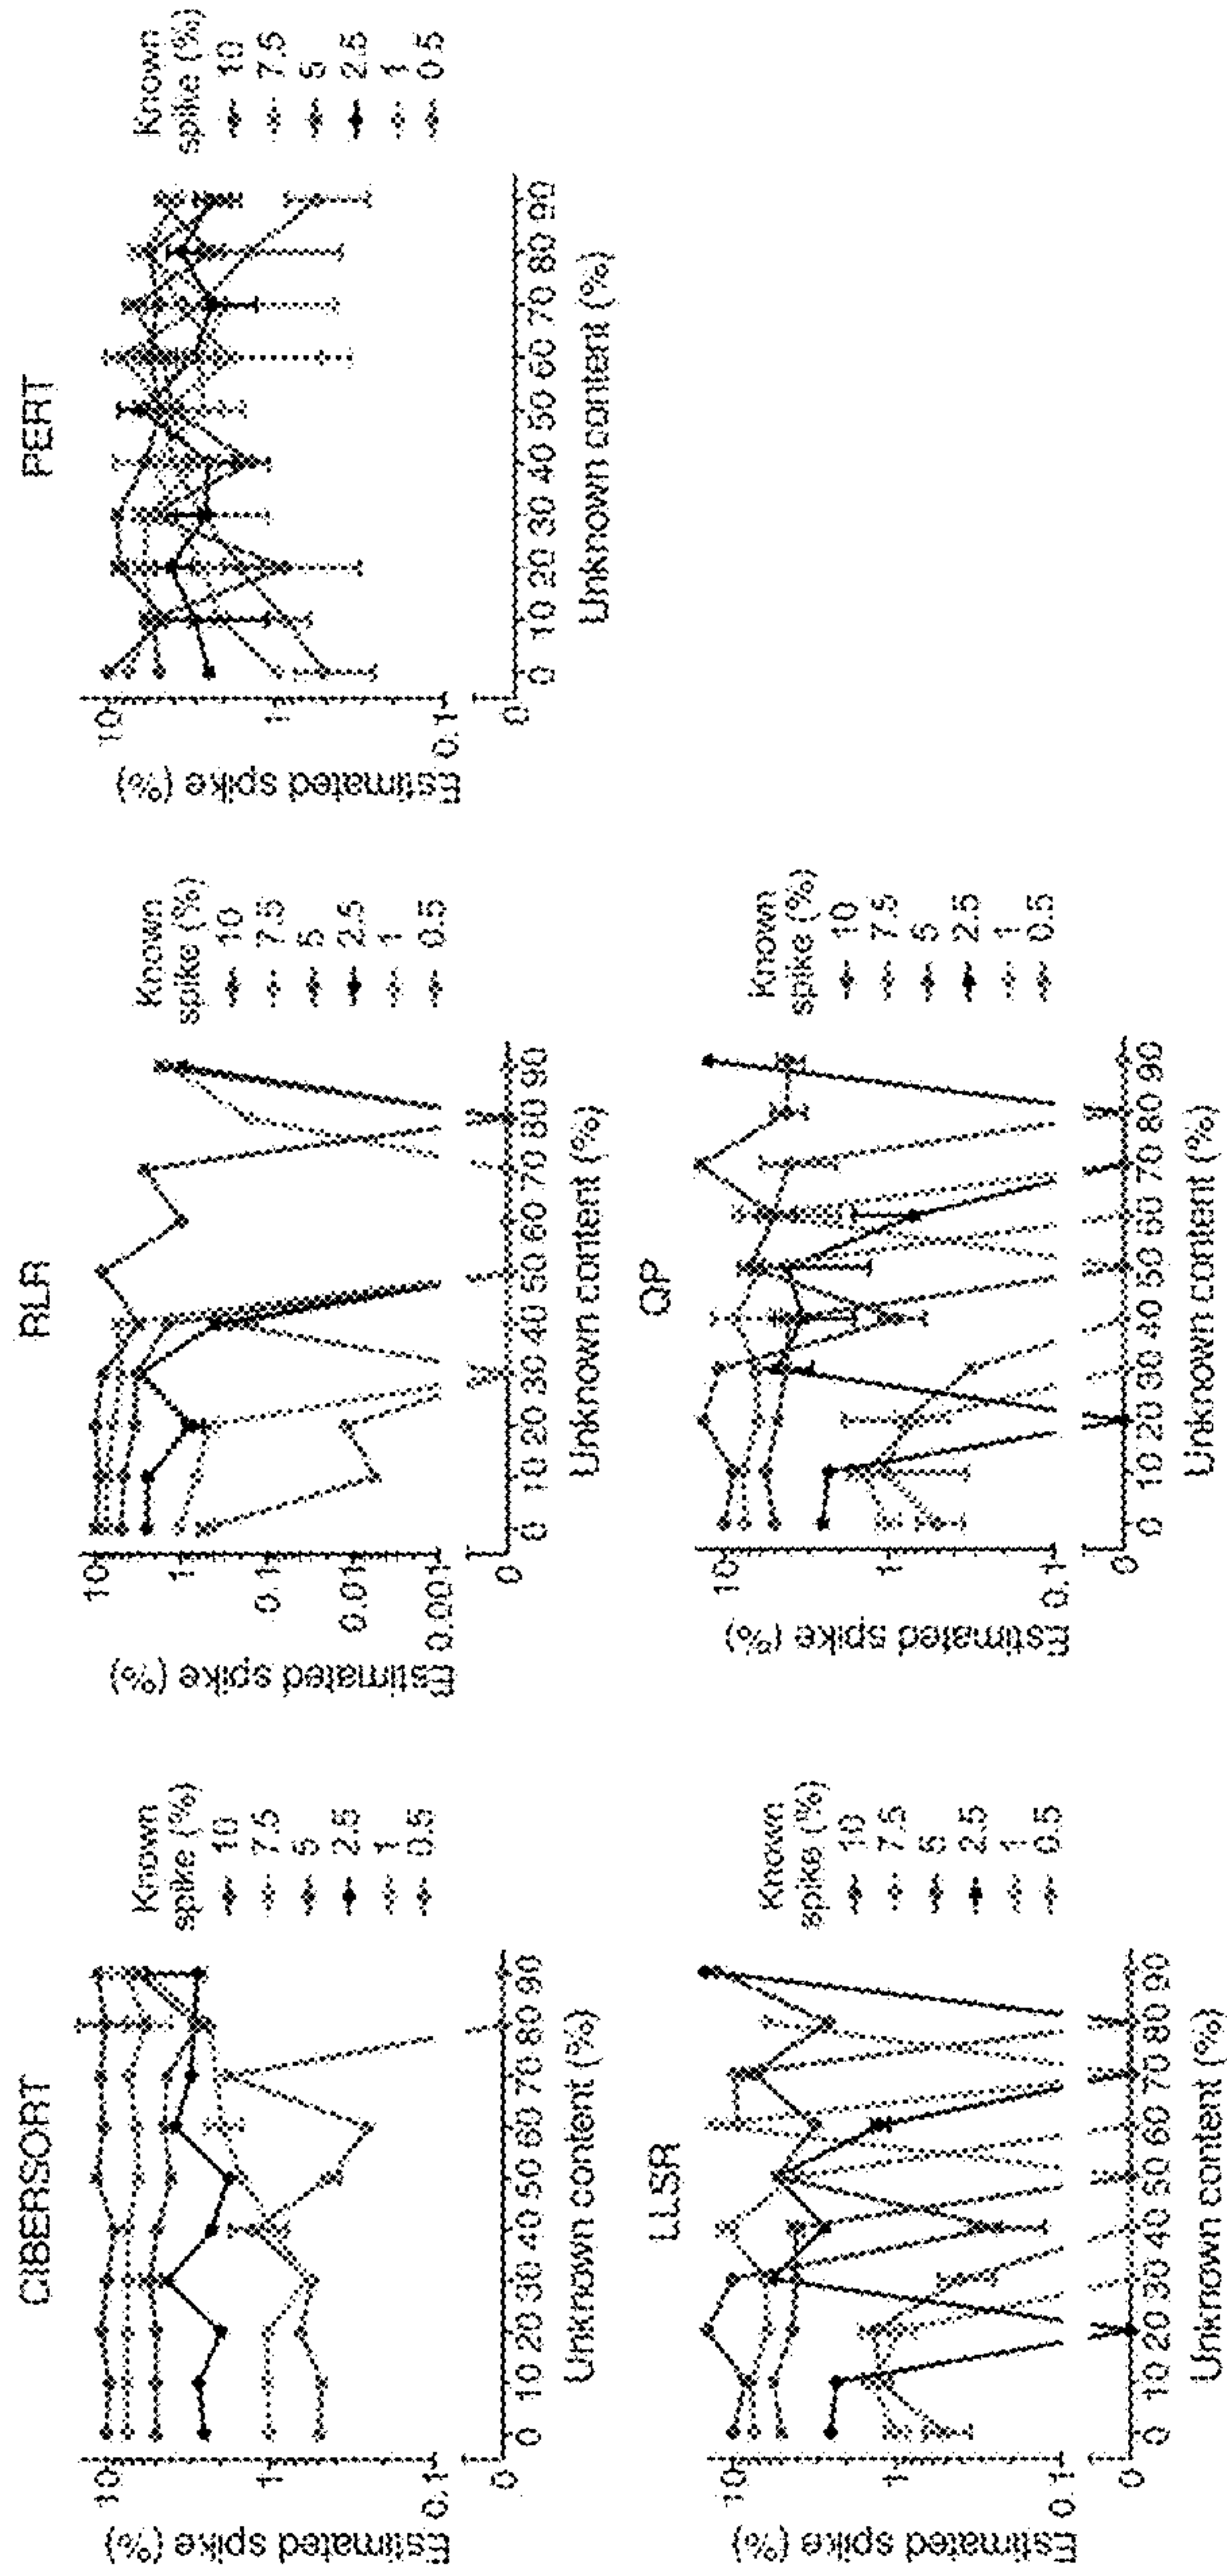 CIBERSORT
Estimated spike (%)
10
1
0.1
0
0 10 20 30 40 50 60 70 80 90
Unknown content (%)
Known
spike (%)
10
7.5
5
2.5
1
0.5
RLR
Estimated spike (%)
10
1
0.1
0.01
0.001
0
0 10 20 30 40 50 60 70 80 90
Unknown content (%)
Known
spike (%)
10
7.5
5
2.5
1
0.5
PERT
Estimated spike (%)
10
1
0.1
0
0 10 20 30 40 50 60 70 80 90
Unknown content (%)
Known
spike (%)
10
7.5
5
2.5
1
0.5
LLSR
Estimated spike (%)
10
1
0.1
0
0 10 20 30 40 50 60 70 80 90
Unknown content (%)
Known
spike (%)
10
7.5
5
2.5
1
0.5
QP
Estimated spike (%)
10
1
0.1
0
0 10 20 30 40 50 60 70 80 90
Unknown content (%)
Known
spike (%)
10
7.5
5
2.5
1
0.5